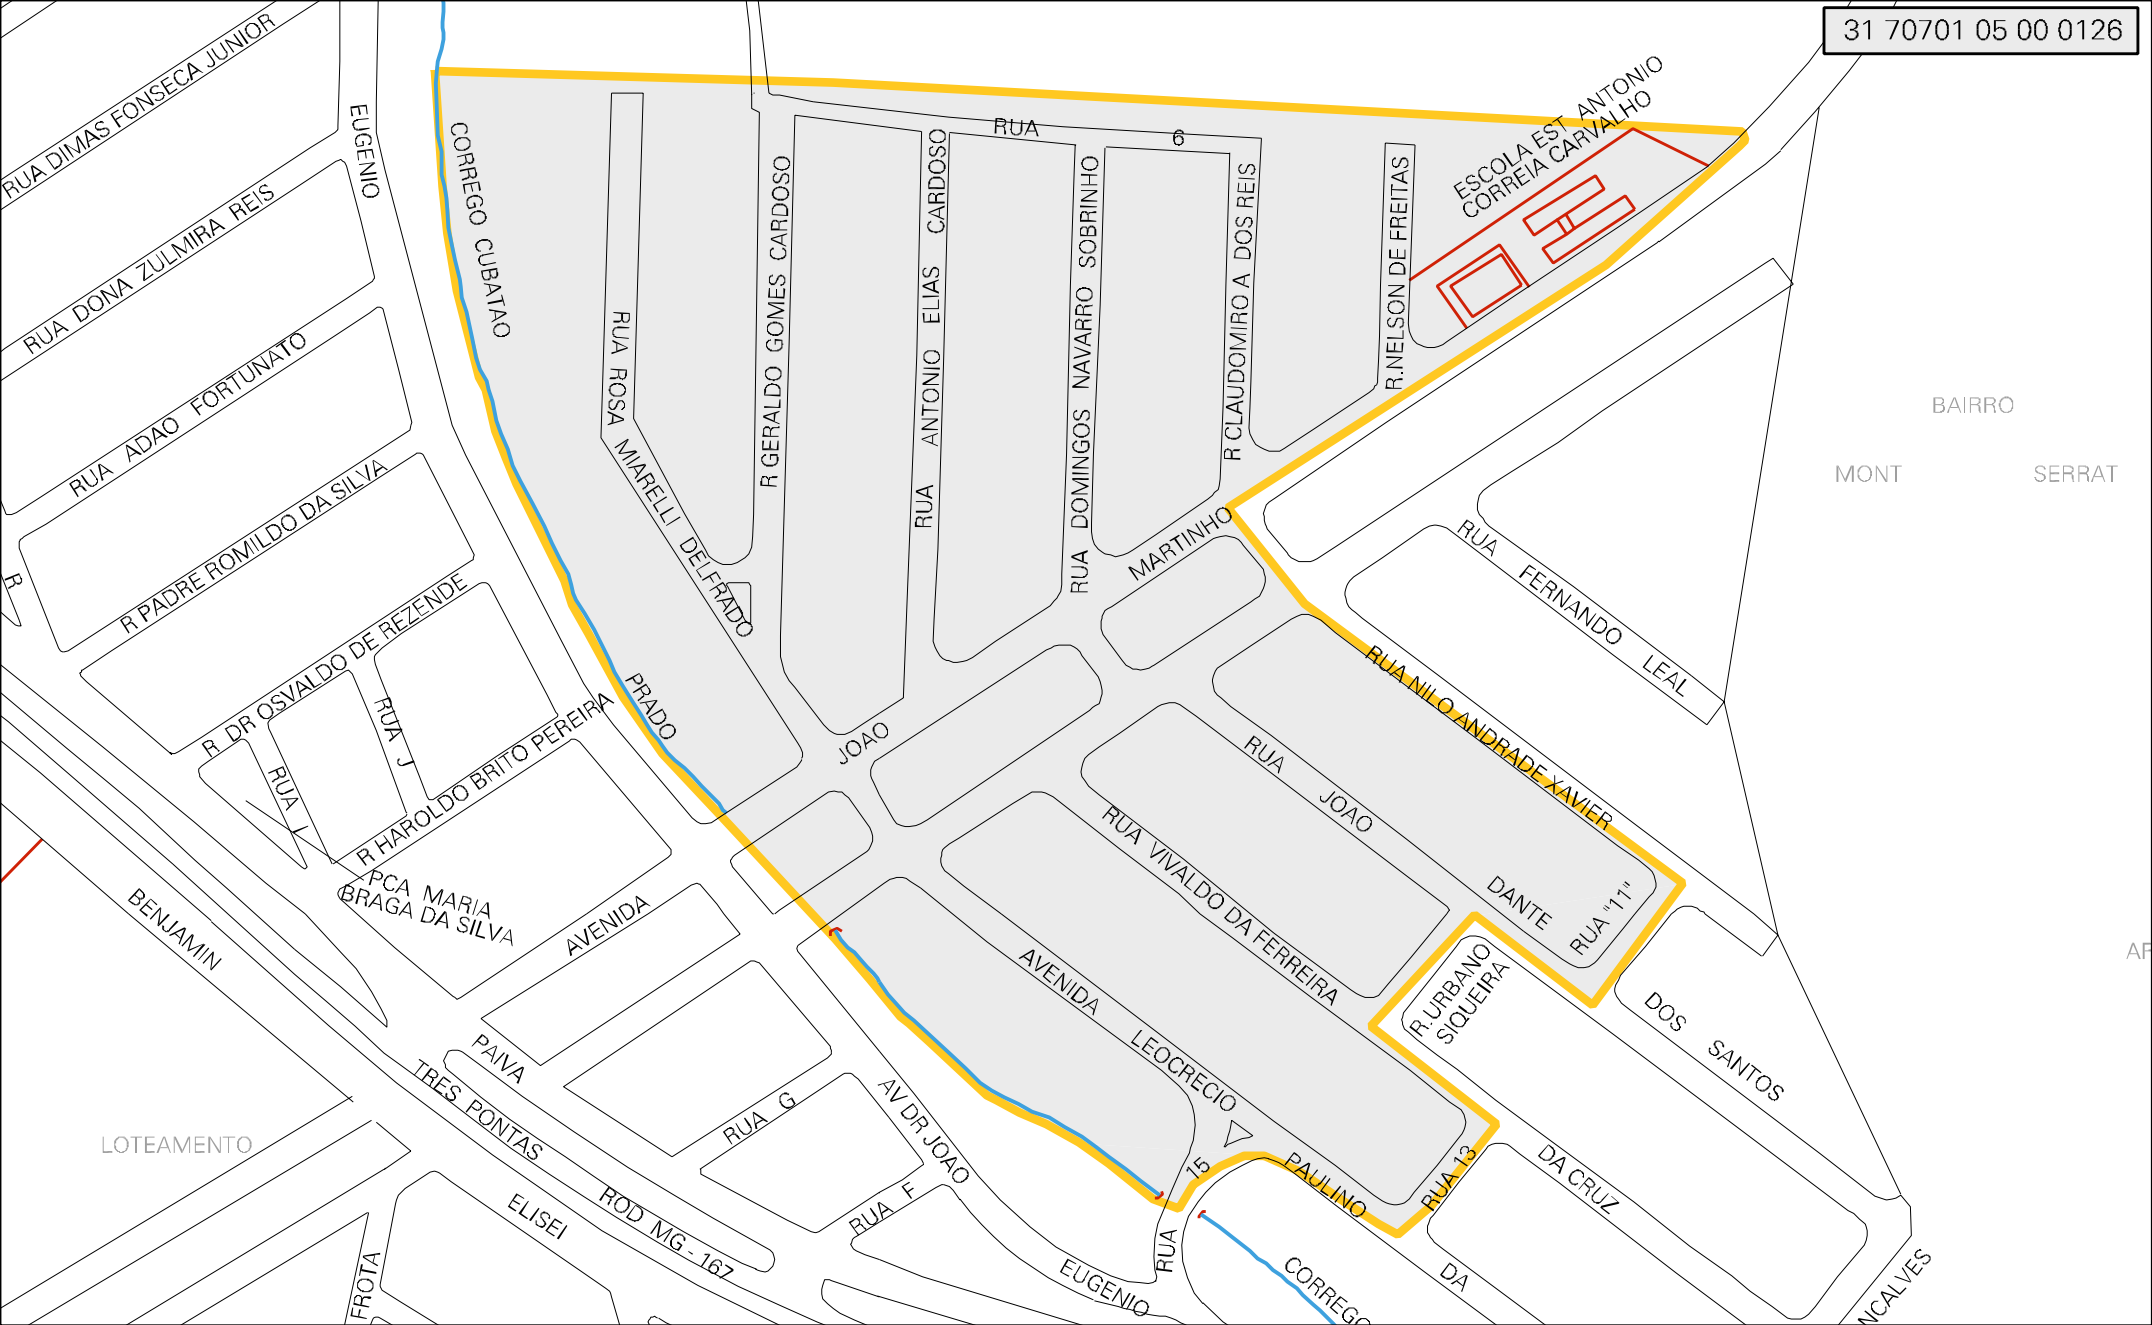 31 70701 05 00 0126
RUA DIMAS FONSECA JUNIOR
EUGENIO
CORREGO CUBATAO
RUA 6
ESCOLA EST ANTONIO
CORREIA CARVALHO
RUA DONA ZULMIRA REIS
RUA ADAO FORTUNATO
R PADRE ROMILDO DA SILVA
R DR OSVALDO DE REZENDE
R
RUA ROSA MIARELLI DELFRADO
R GERALDO GOMES CARDOSO
RUA ANTONIO ELIAS CARDOSO
RUA DOMINGOS NAVARRO SOBRINHO
R CLAUDOMIRO A DOS REIS
R.NELSON DE FREITAS
BAIRRO
MONT SERRAT
RUA FERNANDO LEAL
MARTINHO
JOAO
PRADO
RUA J
RUA I
R HAROLDO BRITO PEREIRA
PCA MARIA
BRAGA DA SILVA
AVENIDA
RUA NILO ANDRADE XAVIER
RUA JOAO DANTE
RUA "11"
RUA VIVALDO DA FERREIRA
R. URBANO
SIQUEIRA
DOS SANTOS
AVENIDA LEOCRECIO
BENJAMIN
PAIVA
TRES PONTAS
ROD MG - 167
RUA G
RUA F
AV DR JOAO
EUGENIO
RUA 15
PAULINO
RUA 13
DA CRUZ
DA
CORREGO
LOTEAMENTO
ELISEI
FROTA
NCALVES
AF